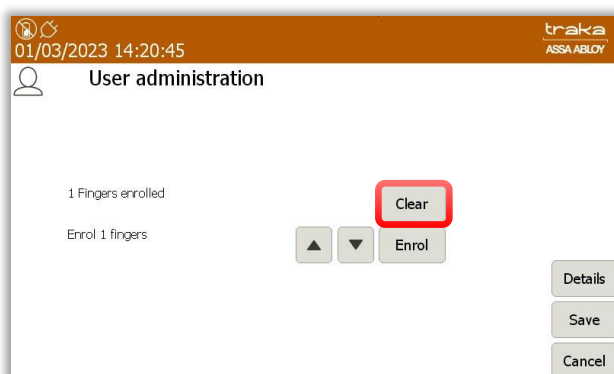 traka
01/03/2023 14:20:45
ASSA ABLOY
User administration
1 Fingers enrolled
Clear
Enrol 1 fingers
Enrol
Details
Save
Cancel